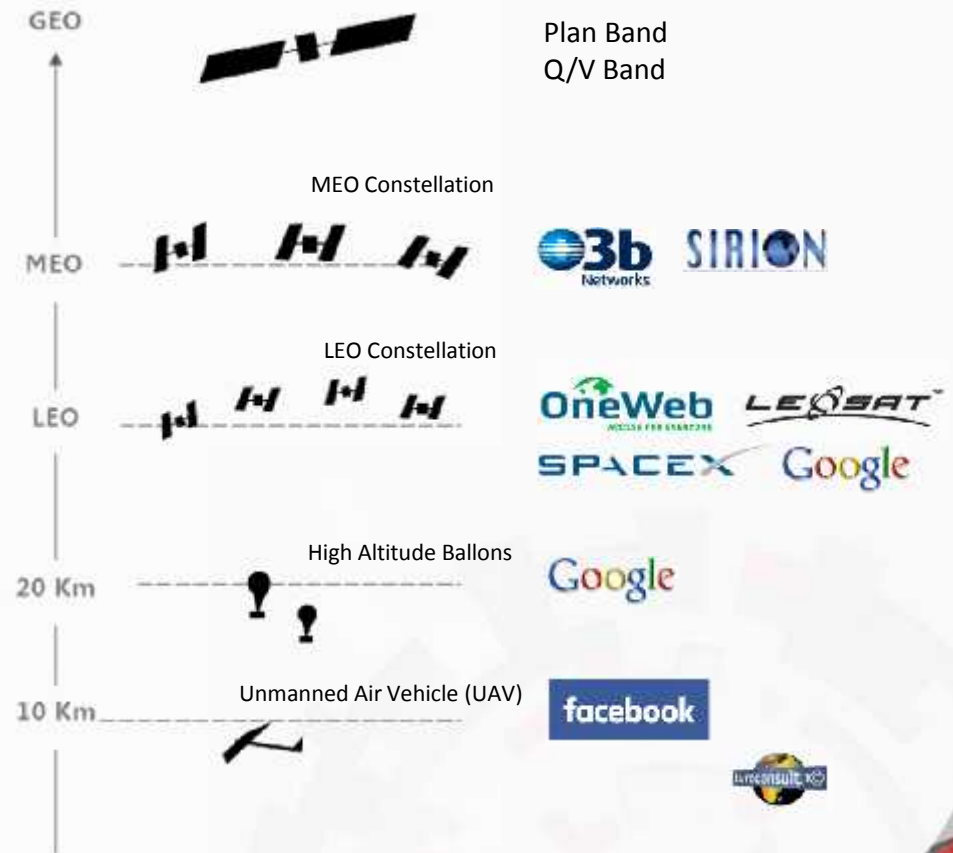 GEO
Plan Band
Q/V Band
MEO Constellation
MEO
O3b
Networks
SIRION
LEO Constellation
LEO
OneWeb
LEOSAT
SPACEX
Google
High Altitude Ballons
20 Km
Google
Unmanned Air Vehicle (UAV)
10 Km
facebook
euroconsult